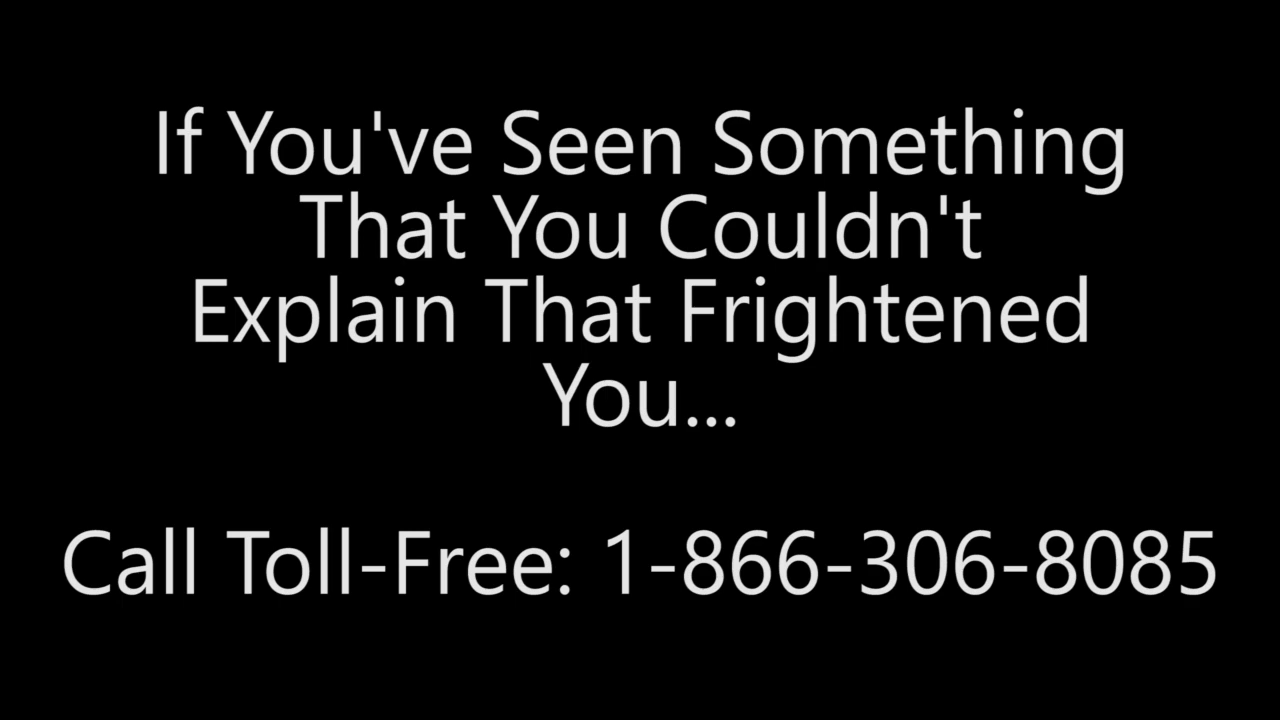 If You've Seen Something
That You Couldn't
Explain That Frightened
You...
Call Toll-Free: 1-866-306-8085